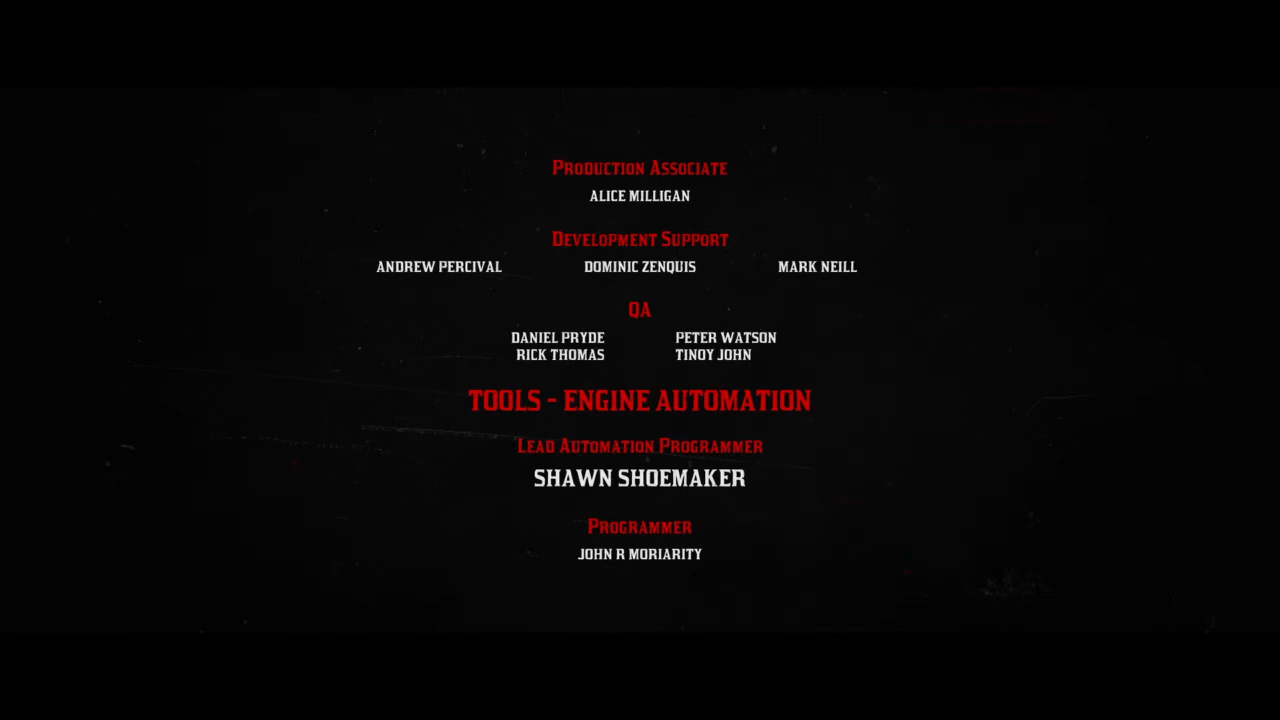 Production Associate
ALICE MILLIGAN
Development Support
ANDREW PERCIVAL DOMINIC ZENQUIS MARK NEILL
QA
DANIEL PRYDE PETER WATSON
RICK THOMAS TINOY JOHN
TOOLS - ENGINE AUTOMATION
Lead Automation Programmer
SHAWN SHOEMAKER
Programmer
JOHN R MORIARITY